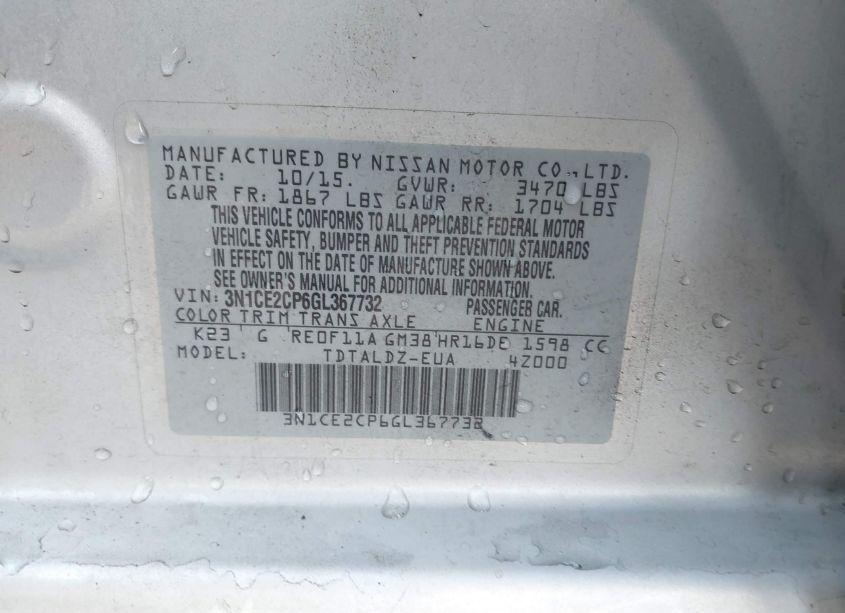 MANUFACTURED BY NISSAN MOTOR CO.,LTD.
DATE: 10/15. GVWR: 3470 LBS
GAWR FR: 1867 LBS GAWR RR: 1704 LBS
THIS VEHICLE CONFORMS TO ALL APPLICABLE FEDERAL MOTOR
VEHICLE SAFETY, BUMPER AND THEFT PREVENTION STANDARDS
IN EFFECT ON THE DATE OF MANUFACTURE SHOWN ABOVE.
SEE OWNER'S MANUAL FOR ADDITIONAL INFORMATION.
VIN: 3N1CE2CP6GL367732 PASSENGER CAR.
COLOR TRIM TRANS AXLE ENGINE
K23 G RE0F11A GM38 HR16DE 1598 CC
MODEL: TDTALDZ-EUA 4Z000
3N1CE2CP6GL367732